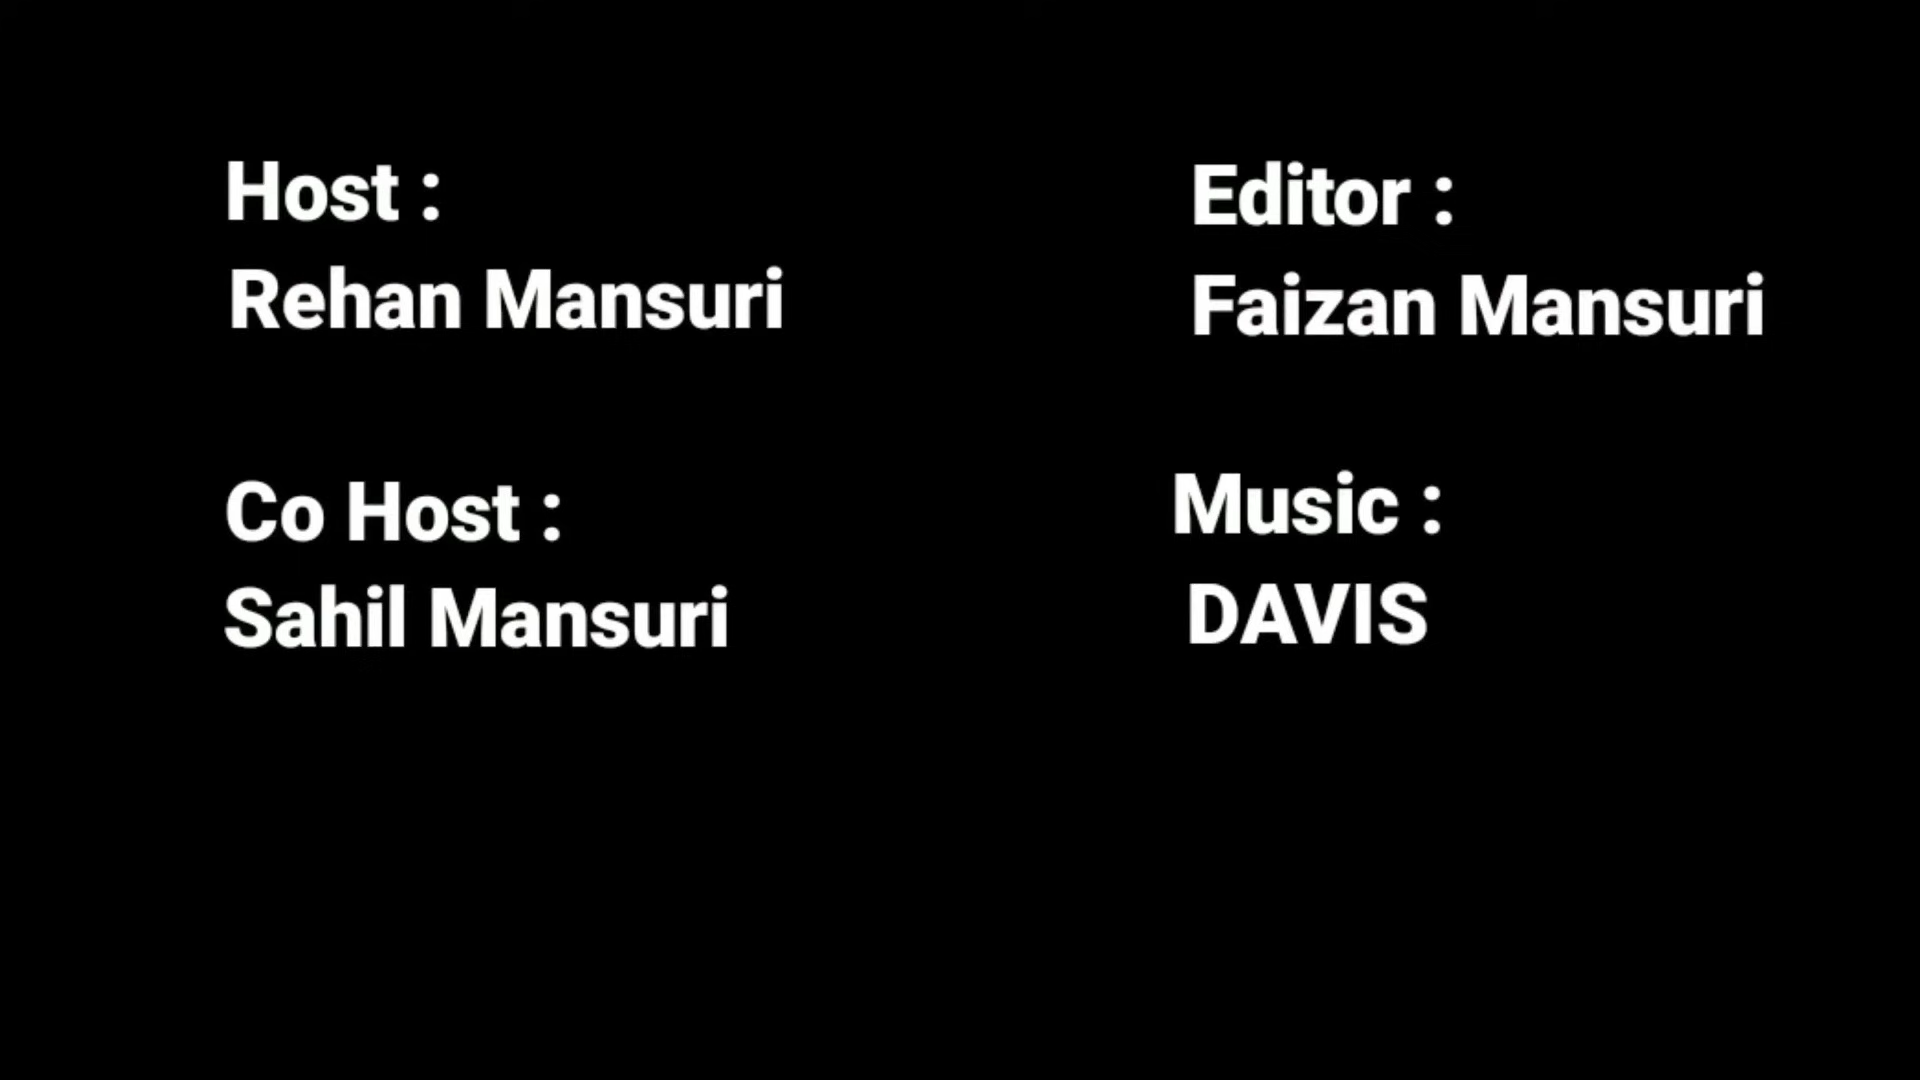 Host :
Rehan Mansuri
Co Host :
Sahil Mansuri
Editor :
Faizan Mansuri
Music :
DAVIS